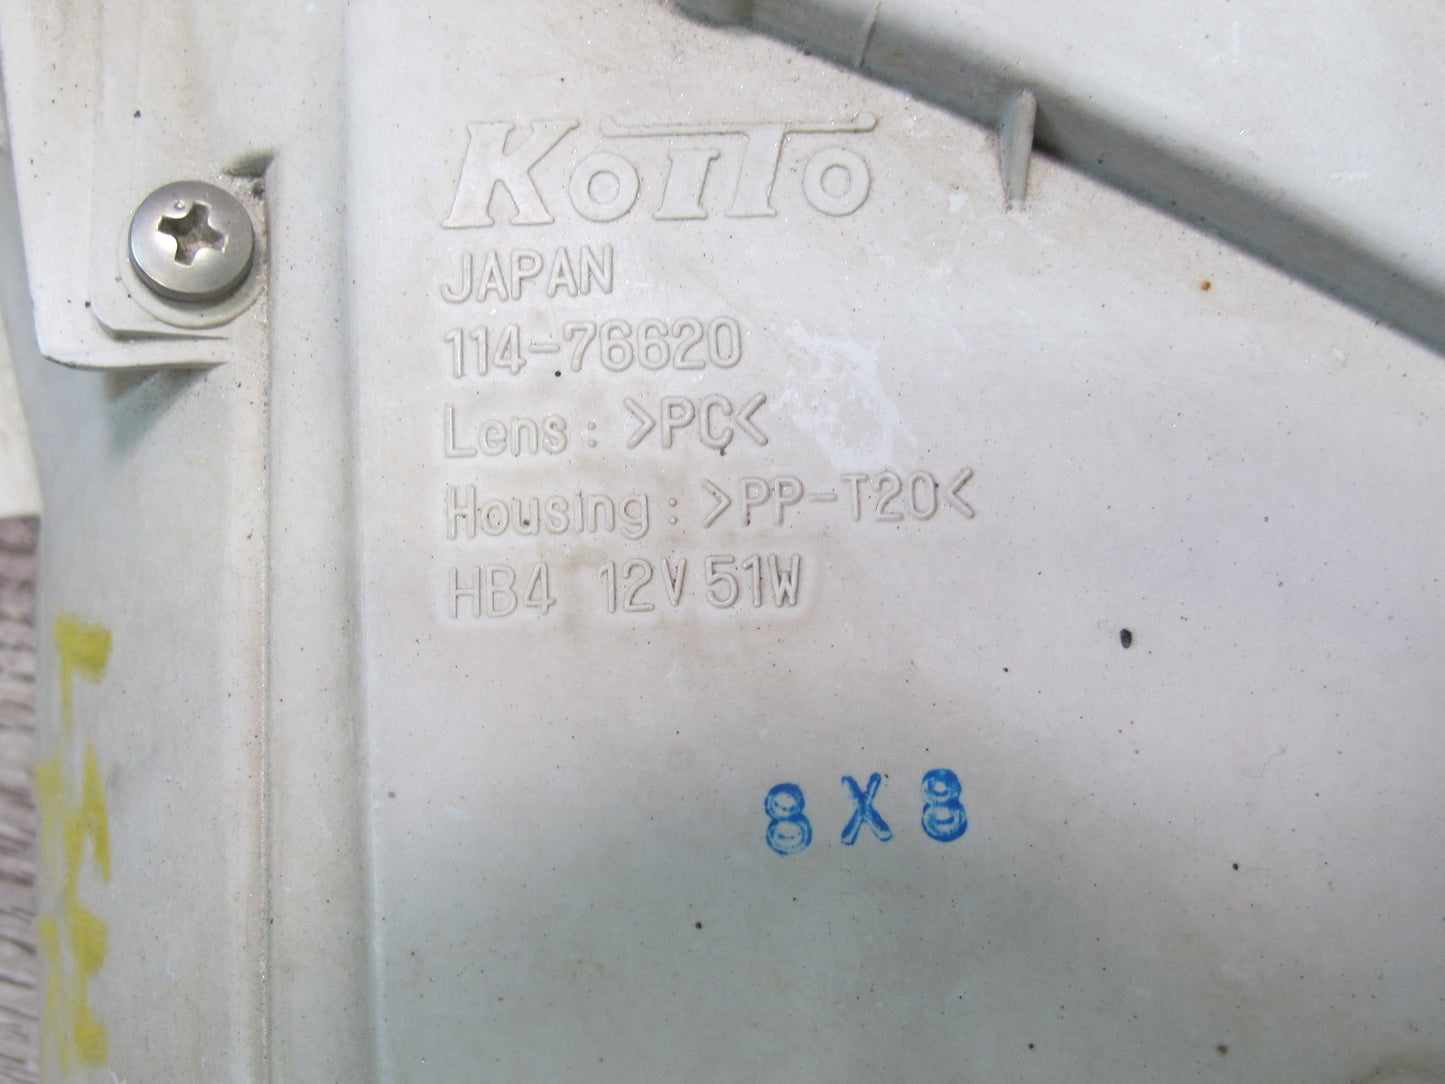 KOITO
JAPAN
114-76620
Lens: >PC<
Housing: >PP-T20<
HB4 12V 51W
8 X 8